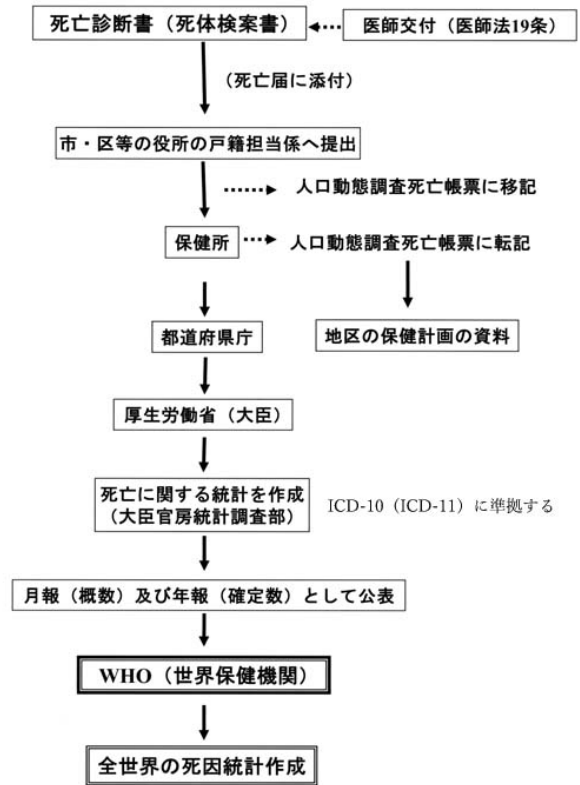 死亡診断書(死体検案書)
医師交付(医師法19条)
(死亡届に添付)
市・区等の役所の戸籍担当係へ提出
人口動態調査死亡帳票に移記
保健所
人口動態調査死亡帳票に転記
都道府県庁
地区の保健計画の資料
厚生労働省(大臣)
死亡に関する統計を作成
(大臣官房統計調査部)
ICD-10(ICD-11)に準拠する
月報(概数)及び年報(確定数)として公表
WHO(世界保健機関)
全世界の死因統計作成